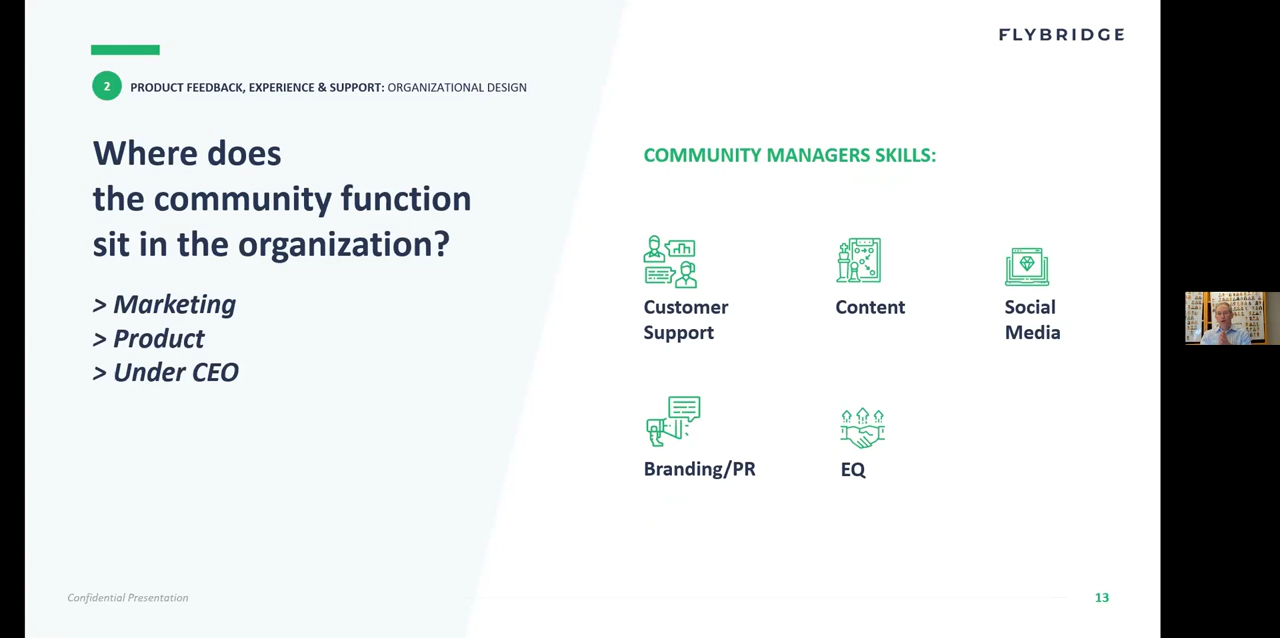 FLYBRIDGE
2
PRODUCT FEEDBACK, EXPERIENCE & SUPPORT: ORGANIZATIONAL DESIGN
Where does
the community function
sit in the organization?
> Marketing
> Product
> Under CEO
COMMUNITY MANAGERS SKILLS:
Customer
Support
Content
Social
Media
Branding/PR
EQ
Confidential Presentation
13